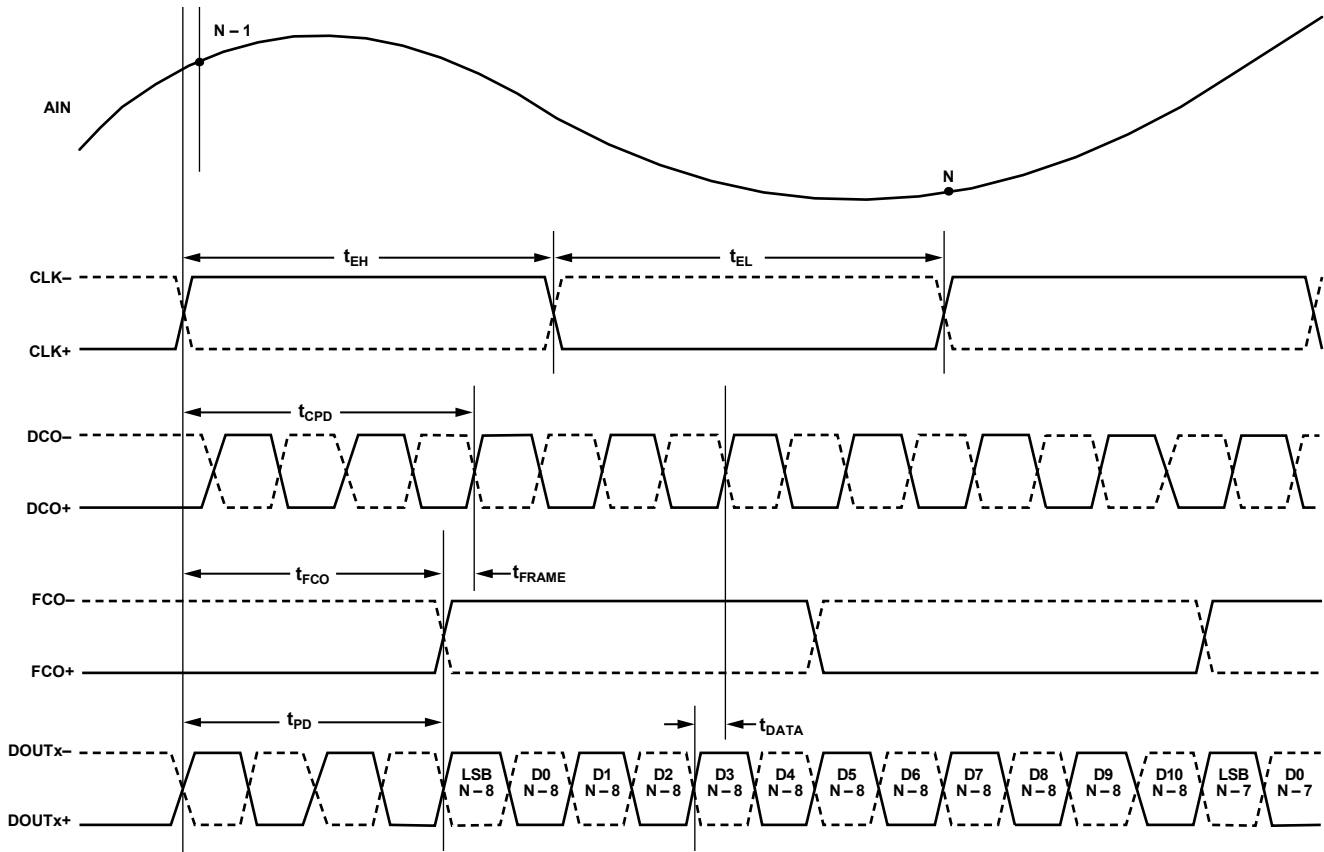 N – 1
AIN
N
tEH
tEL
CLK–
CLK+
tCPD
DCO–
DCO+
tFCO
tFRAME
FCO–
FCO+
tPD
tDATA
DOUTx–
DOUTx+
LSB D0 D1 D2 D3 D4 D5 D6 D7 D8 D9 D10 LSB D0
N – 8 N – 8 N – 8 N – 8 N – 8 N – 8 N – 8 N – 8 N – 8 N – 8 N – 8 N – 8 N – 7 N – 7